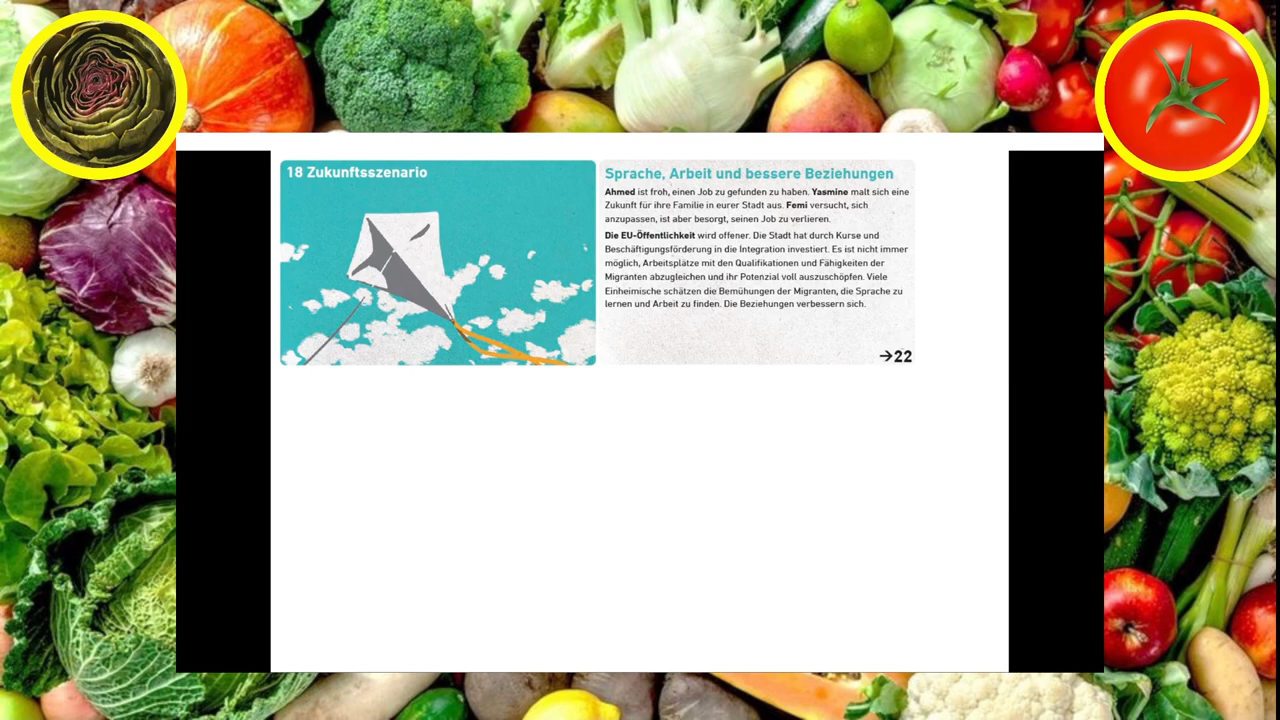 18 Zukunftsszenario
Sprache, Arbeit und bessere Beziehungen
Ahmed ist froh, einen Job zu gefunden zu haben. Yasmine malt sich eine
Zukunft für ihre Familie in eurer Stadt aus. Femi versucht, sich
anzupassen, ist aber besorgt, seinen Job zu verlieren.
Die EU-Öffentlichkeit wird offener. Die Stadt hat durch Kurse und
Beschäftigungsförderung in die Integration investiert. Es ist nicht immer
möglich, Arbeitsplätze mit den Qualifikationen und Fähigkeiten der
Migranten abzugleichen und ihr Potenzial voll auszuschöpfen. Viele
Einheimische schätzen die Bemühungen der Migranten, die Sprache zu
lernen und Arbeit zu finden. Die Beziehungen verbessern sich.
→22